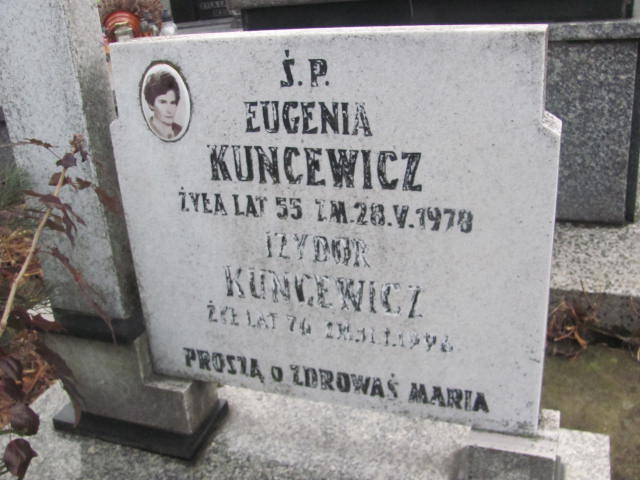 Ś.P.
EUGENIA
KUNCEWICZ
ŻYŁA LAT 55 ZM. 28.V.1978
IZYDOR
KUNCEWICZ
ŻYŁ LAT 76
PROSZĄ o ZDROWAŚ MARIA